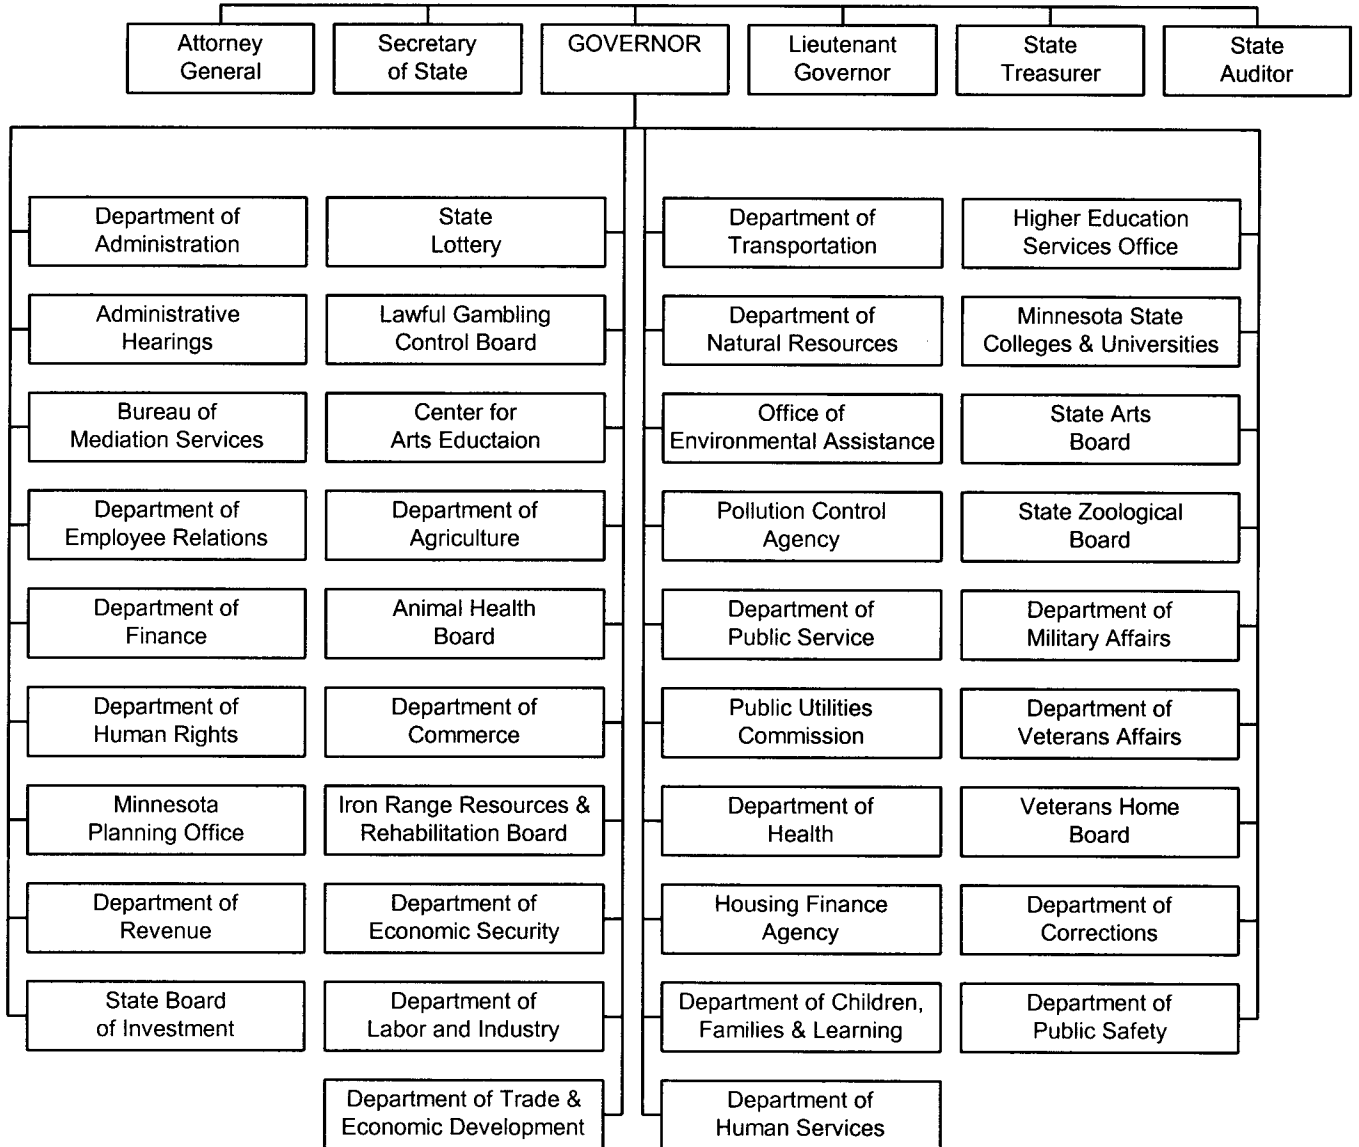 Attorney
General
Secretary
of State
GOVERNOR
Lieutenant
Governor
State
Treasurer
State
Auditor
Department of
Administration
State
Lottery
Department of
Transportation
Higher Education
Services Office
Administrative
Hearings
Lawful Gambling
Control Board
Department of
Natural Resources
Minnesota State
Colleges & Universities
Bureau of
Mediation Services
Center for
Arts Eductaion
Office of
Environmental Assistance
State Arts
Board
Department of
Employee Relations
Department of
Agriculture
Pollution Control
Agency
State Zoological
Board
Department of
Finance
Animal Health
Board
Department of
Public Service
Department of
Military Affairs
Department of
Human Rights
Department of
Commerce
Public Utilities
Commission
Department of
Veterans Affairs
Minnesota
Planning Office
Iron Range Resources &
Rehabilitation Board
Department of
Health
Veterans Home
Board
Department of
Revenue
Department of
Economic Security
Housing Finance
Agency
Department of
Corrections
State Board
of Investment
Department of
Labor and Industry
Department of Children,
Families & Learning
Department of
Public Safety
Department of Trade &
Economic Development
Department of
Human Services